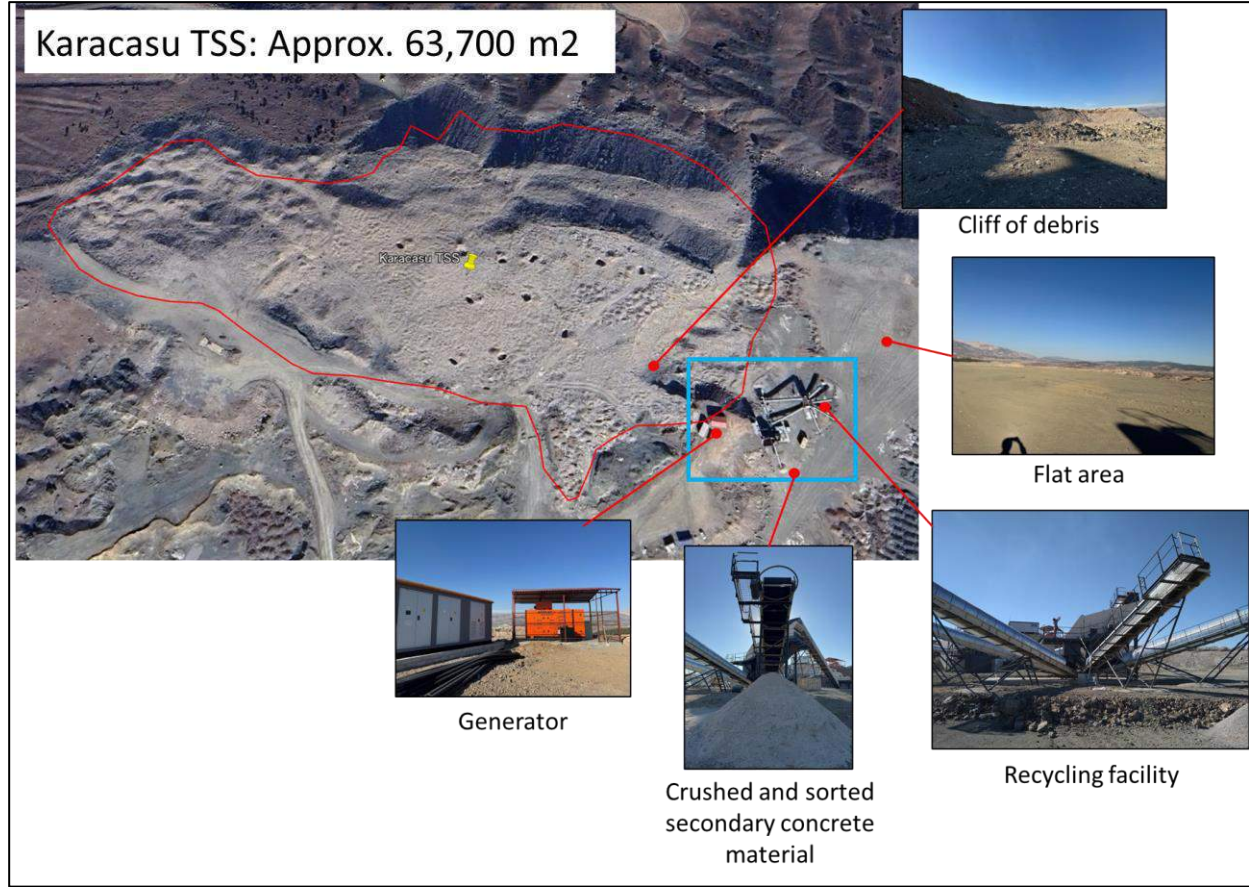 Karacasu TSS: Approx. 63,700 m2
Cliff of debris
Karacasu TSS
Flat area
Generator
Crushed and sorted
secondary concrete
material
Recycling facility